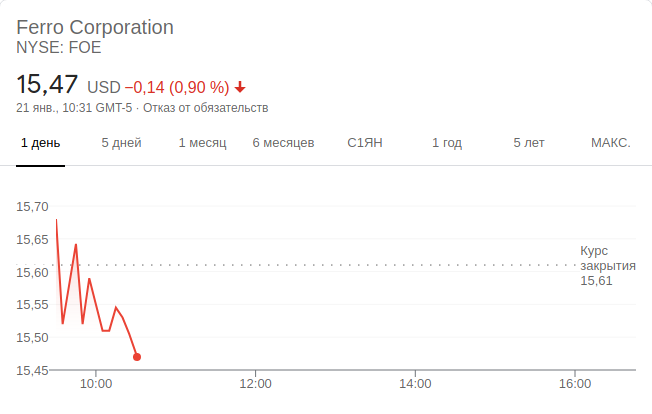 Ferro Corporation
NYSE: FOE
15,47 USD −0,14 (0,90 %)
21 янв., 10:31 GMT-5 · Отказ от обязательств
1 день 5 дней 1 месяц 6 месяцев С1ЯН 1 год 5 лет МАКС.
15,70
15,65
15,60
15,55
15,50
15,45
Курс
закрытия
15,61
10:00 12:00 14:00 16:00